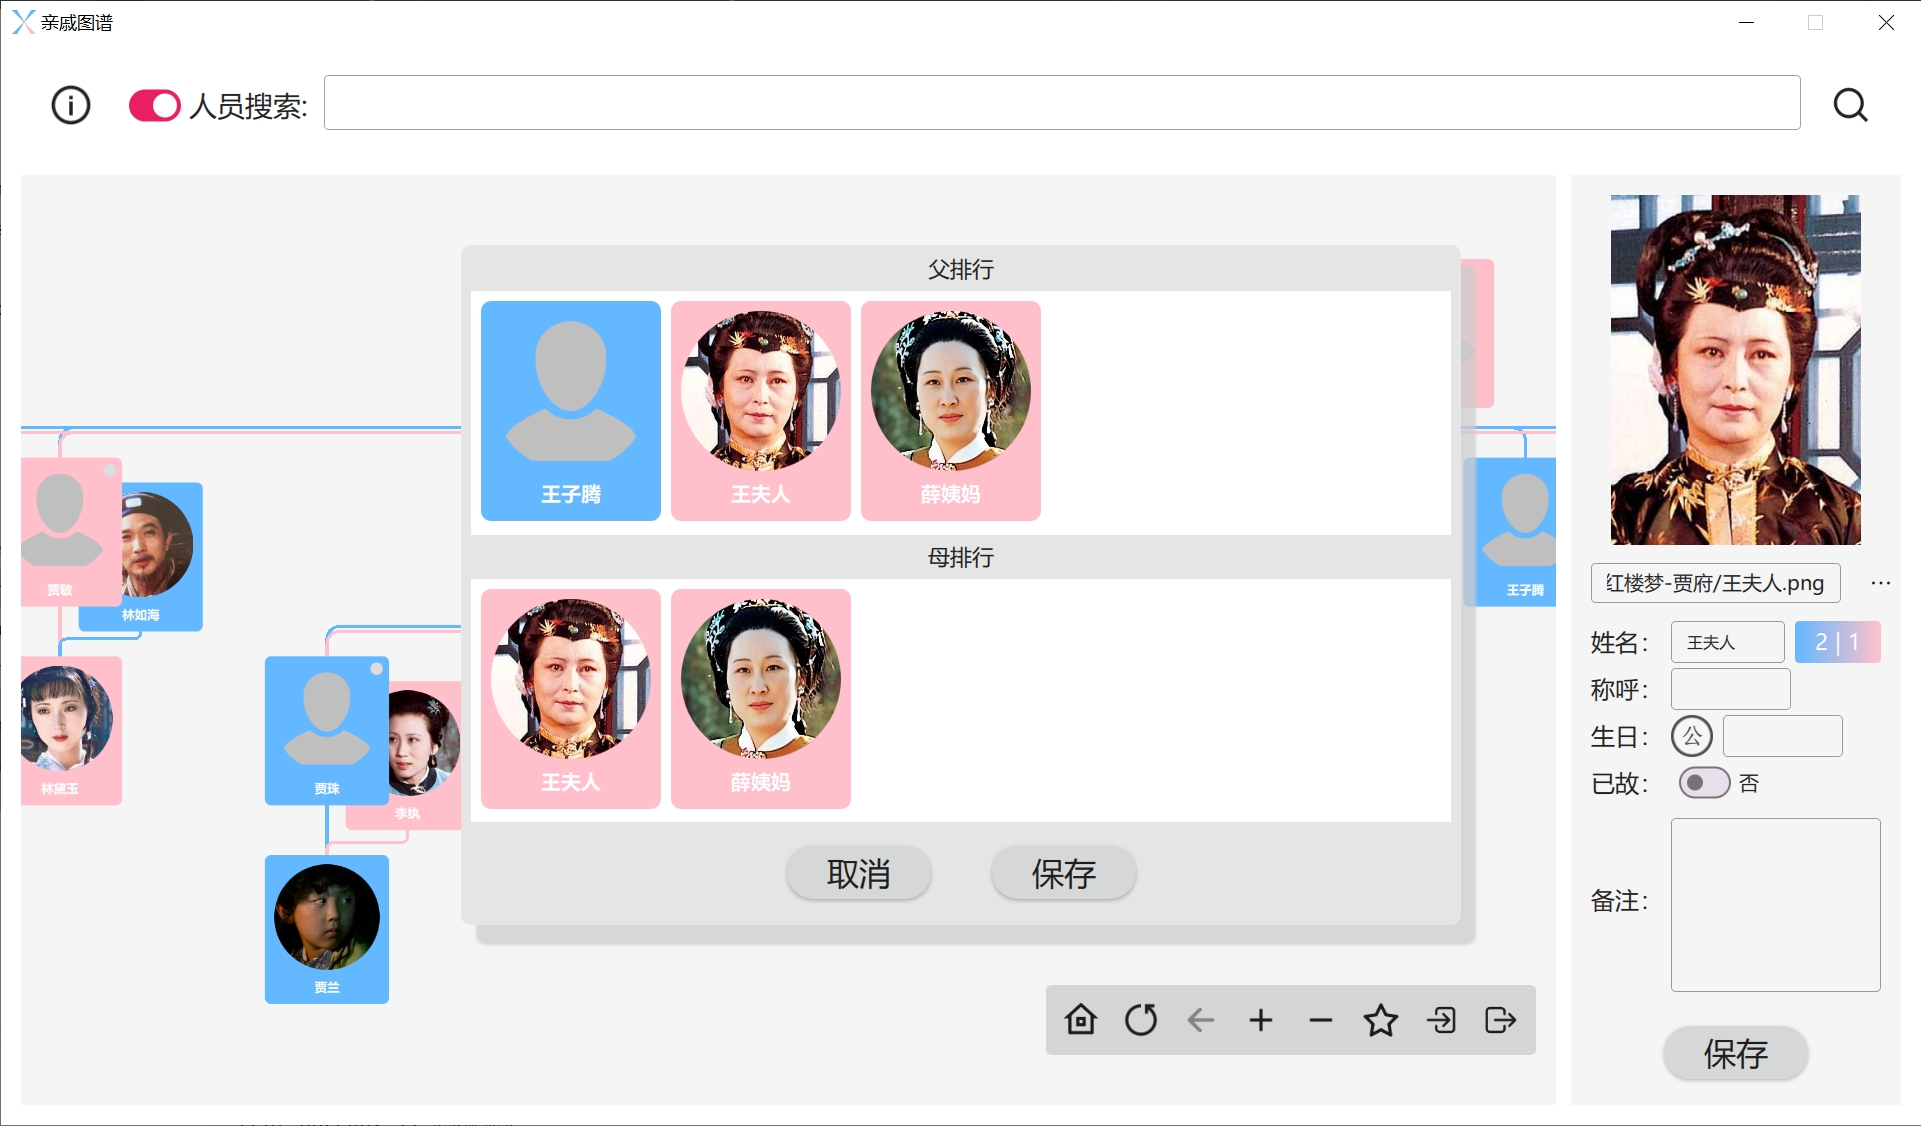 亲戚图谱
人员搜索:
父排行
王子腾
王夫人
薛姨妈
母排行
王夫人
薛姨妈
取消
保存
贾敏
林如海
林黛玉
贾珠
李纨
贾兰
王子腾
红楼梦-贾府/王夫人.png
...
姓名：
王夫人
2 | 1
称呼：
生日：
公
已故：
否
备注：
保存